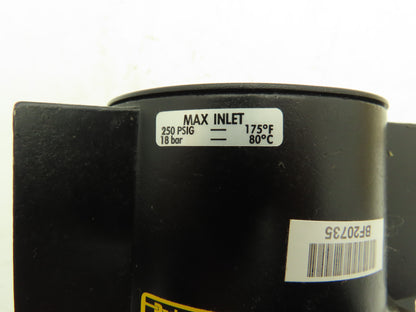 MAX INLET
250 PSIG = 175°F
18 bar = 80°C
BF20735